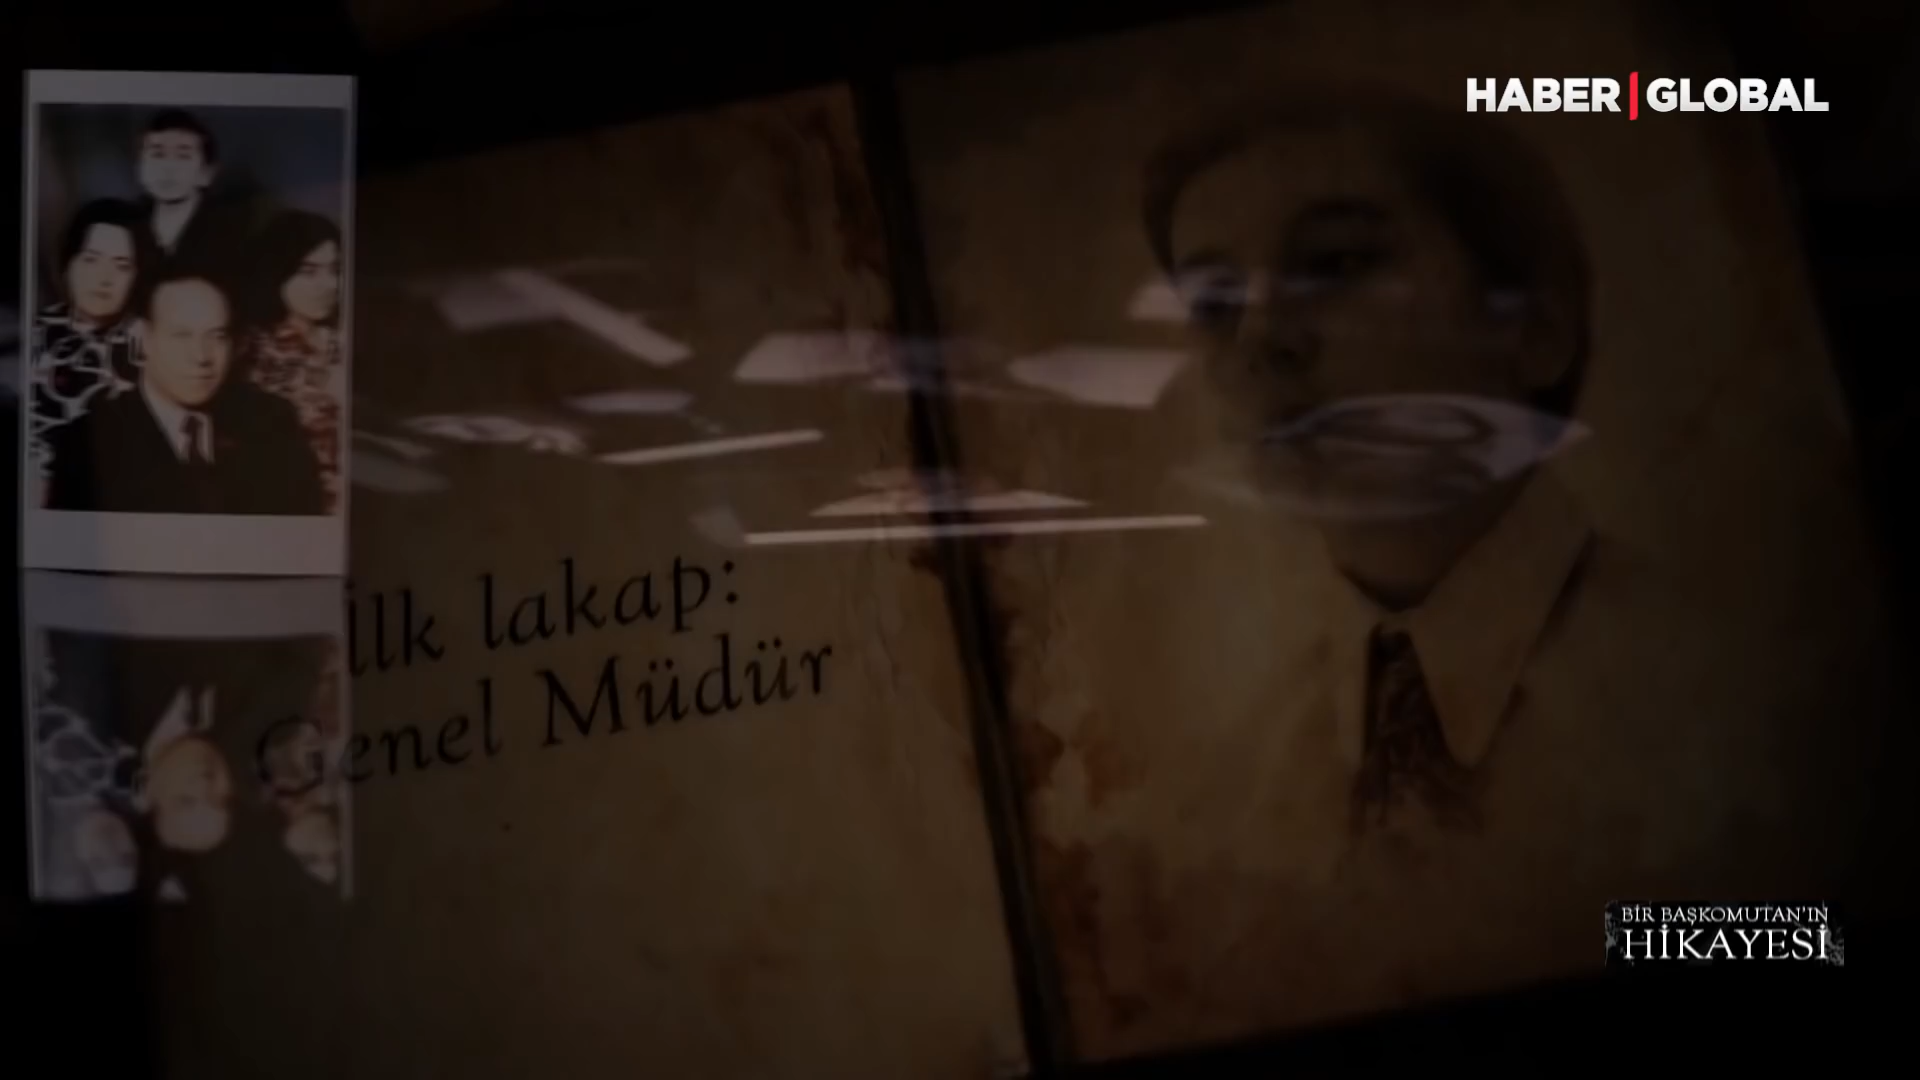 HABER GLOBAL
İlk lakap:
Genel Müdür
BİR BAŞKOMUTAN'IN
HİKAYESİ